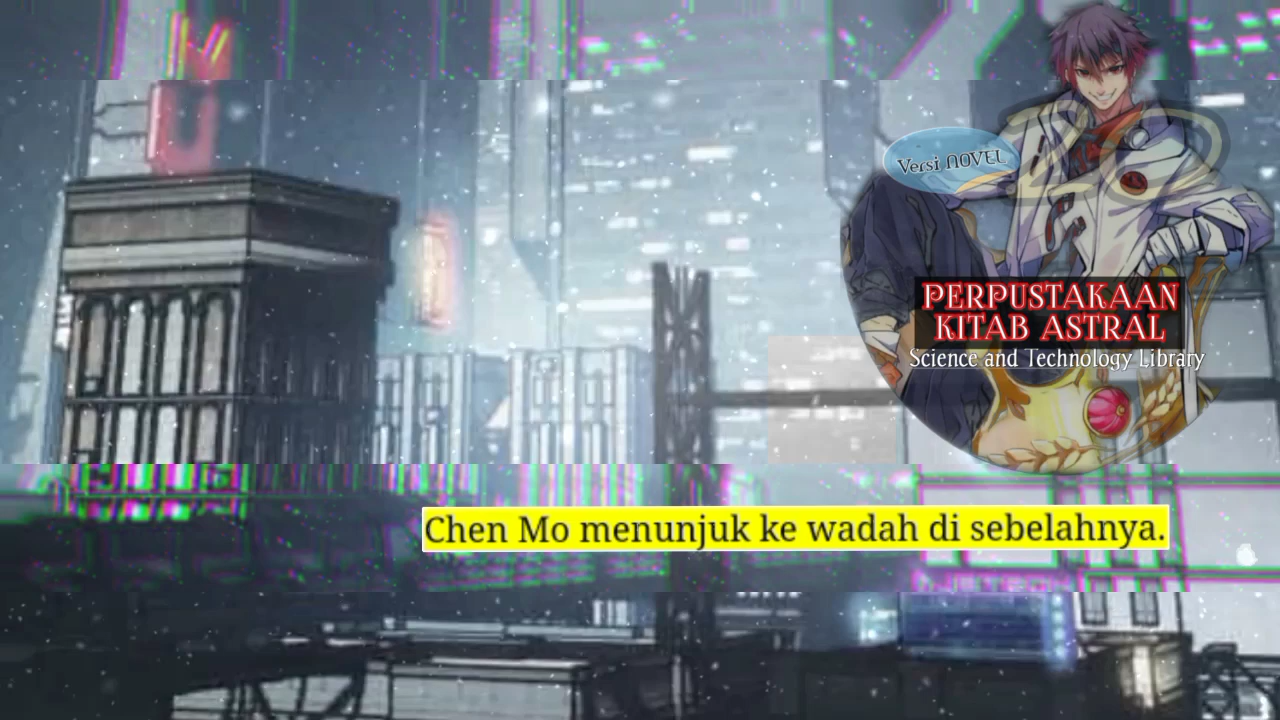 Versi NOVEL
PERPUSTAKAAN
KITAB ASTRAL
Science and Technology Library
Chen Mo menunjuk ke wadah di sebelahnya.